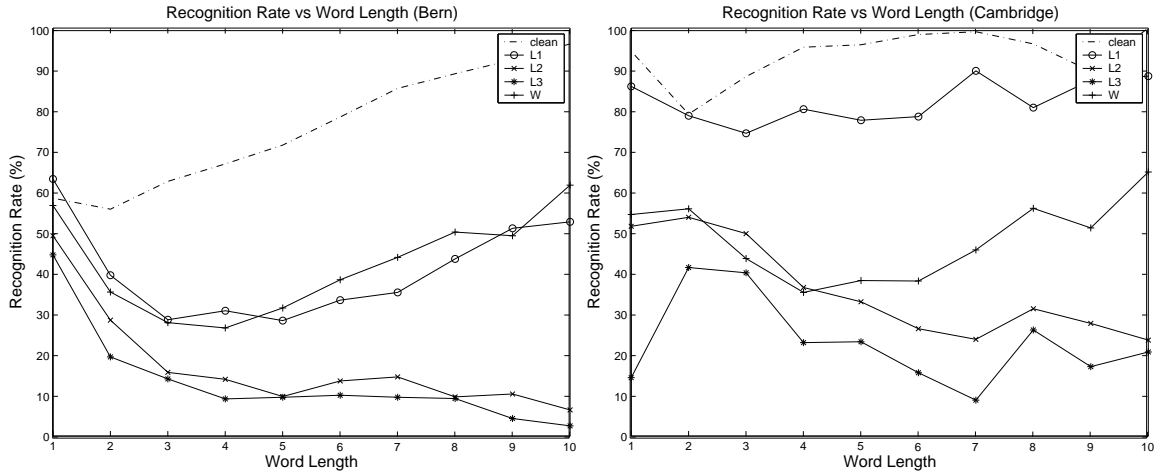 Recognition Rate vs Word Length (Bern)
100
90
80
70
60
50
40
30
20
10
0
Recognition Rate (%)
clean
L1
L2
L3
W
1 2 3 4 5 6 7 8 9 10
Word Length
Recognition Rate vs Word Length (Cambridge)
100
90
80
70
60
50
40
30
20
10
0
Recognition Rate (%)
clean
L1
L2
L3
W
1 2 3 4 5 6 7 8 9 10
Word Length